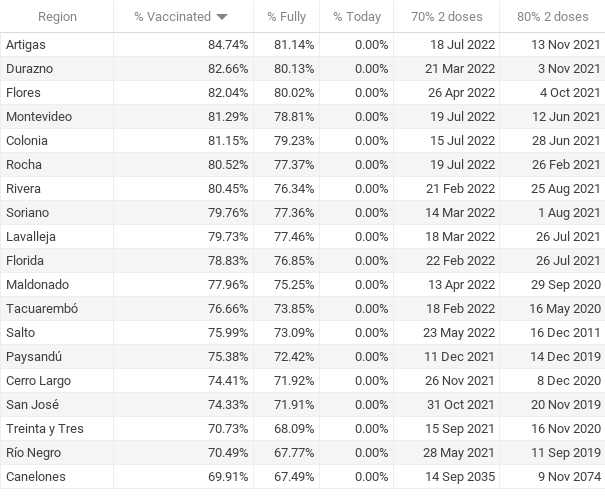 Region % Vaccinated % Fully % Today 70% 2 doses 80% 2 doses
Artigas 84.74% 81.14% 0.00% 18 Jul 2022 13 Nov 2021
Durazno 82.66% 80.13% 0.00% 21 Mar 2022 3 Nov 2021
Flores 82.04% 80.02% 0.00% 26 Apr 2022 4 Oct 2021
Montevideo 81.29% 78.81% 0.00% 19 Jul 2022 12 Jun 2021
Colonia 81.15% 79.23% 0.00% 15 Jul 2022 28 Jun 2021
Rocha 80.52% 77.37% 0.00% 19 Jul 2022 26 Feb 2021
Rivera 80.45% 76.34% 0.00% 21 Feb 2022 25 Aug 2021
Soriano 79.76% 77.36% 0.00% 14 Mar 2022 1 Aug 2021
Lavalleja 79.73% 77.46% 0.00% 18 Mar 2022 26 Jul 2021
Florida 78.83% 76.85% 0.00% 22 Feb 2022 26 Jul 2021
Maldonado 77.96% 75.25% 0.00% 13 Apr 2022 29 Sep 2020
Tacuarembó 76.66% 73.85% 0.00% 18 Feb 2022 16 May 2020
Salto 75.99% 73.09% 0.00% 23 May 2022 16 Dec 2011
Paysandú 75.38% 72.42% 0.00% 11 Dec 2021 14 Dec 2019
Cerro Largo 74.41% 71.92% 0.00% 26 Nov 2021 8 Dec 2020
San José 74.33% 71.91% 0.00% 31 Oct 2021 20 Nov 2019
Treinta y Tres 70.73% 68.09% 0.00% 15 Sep 2021 16 Nov 2020
Río Negro 70.49% 67.77% 0.00% 28 May 2021 11 Sep 2019
Canelones 69.91% 67.49% 0.00% 14 Sep 2035 9 Nov 2074